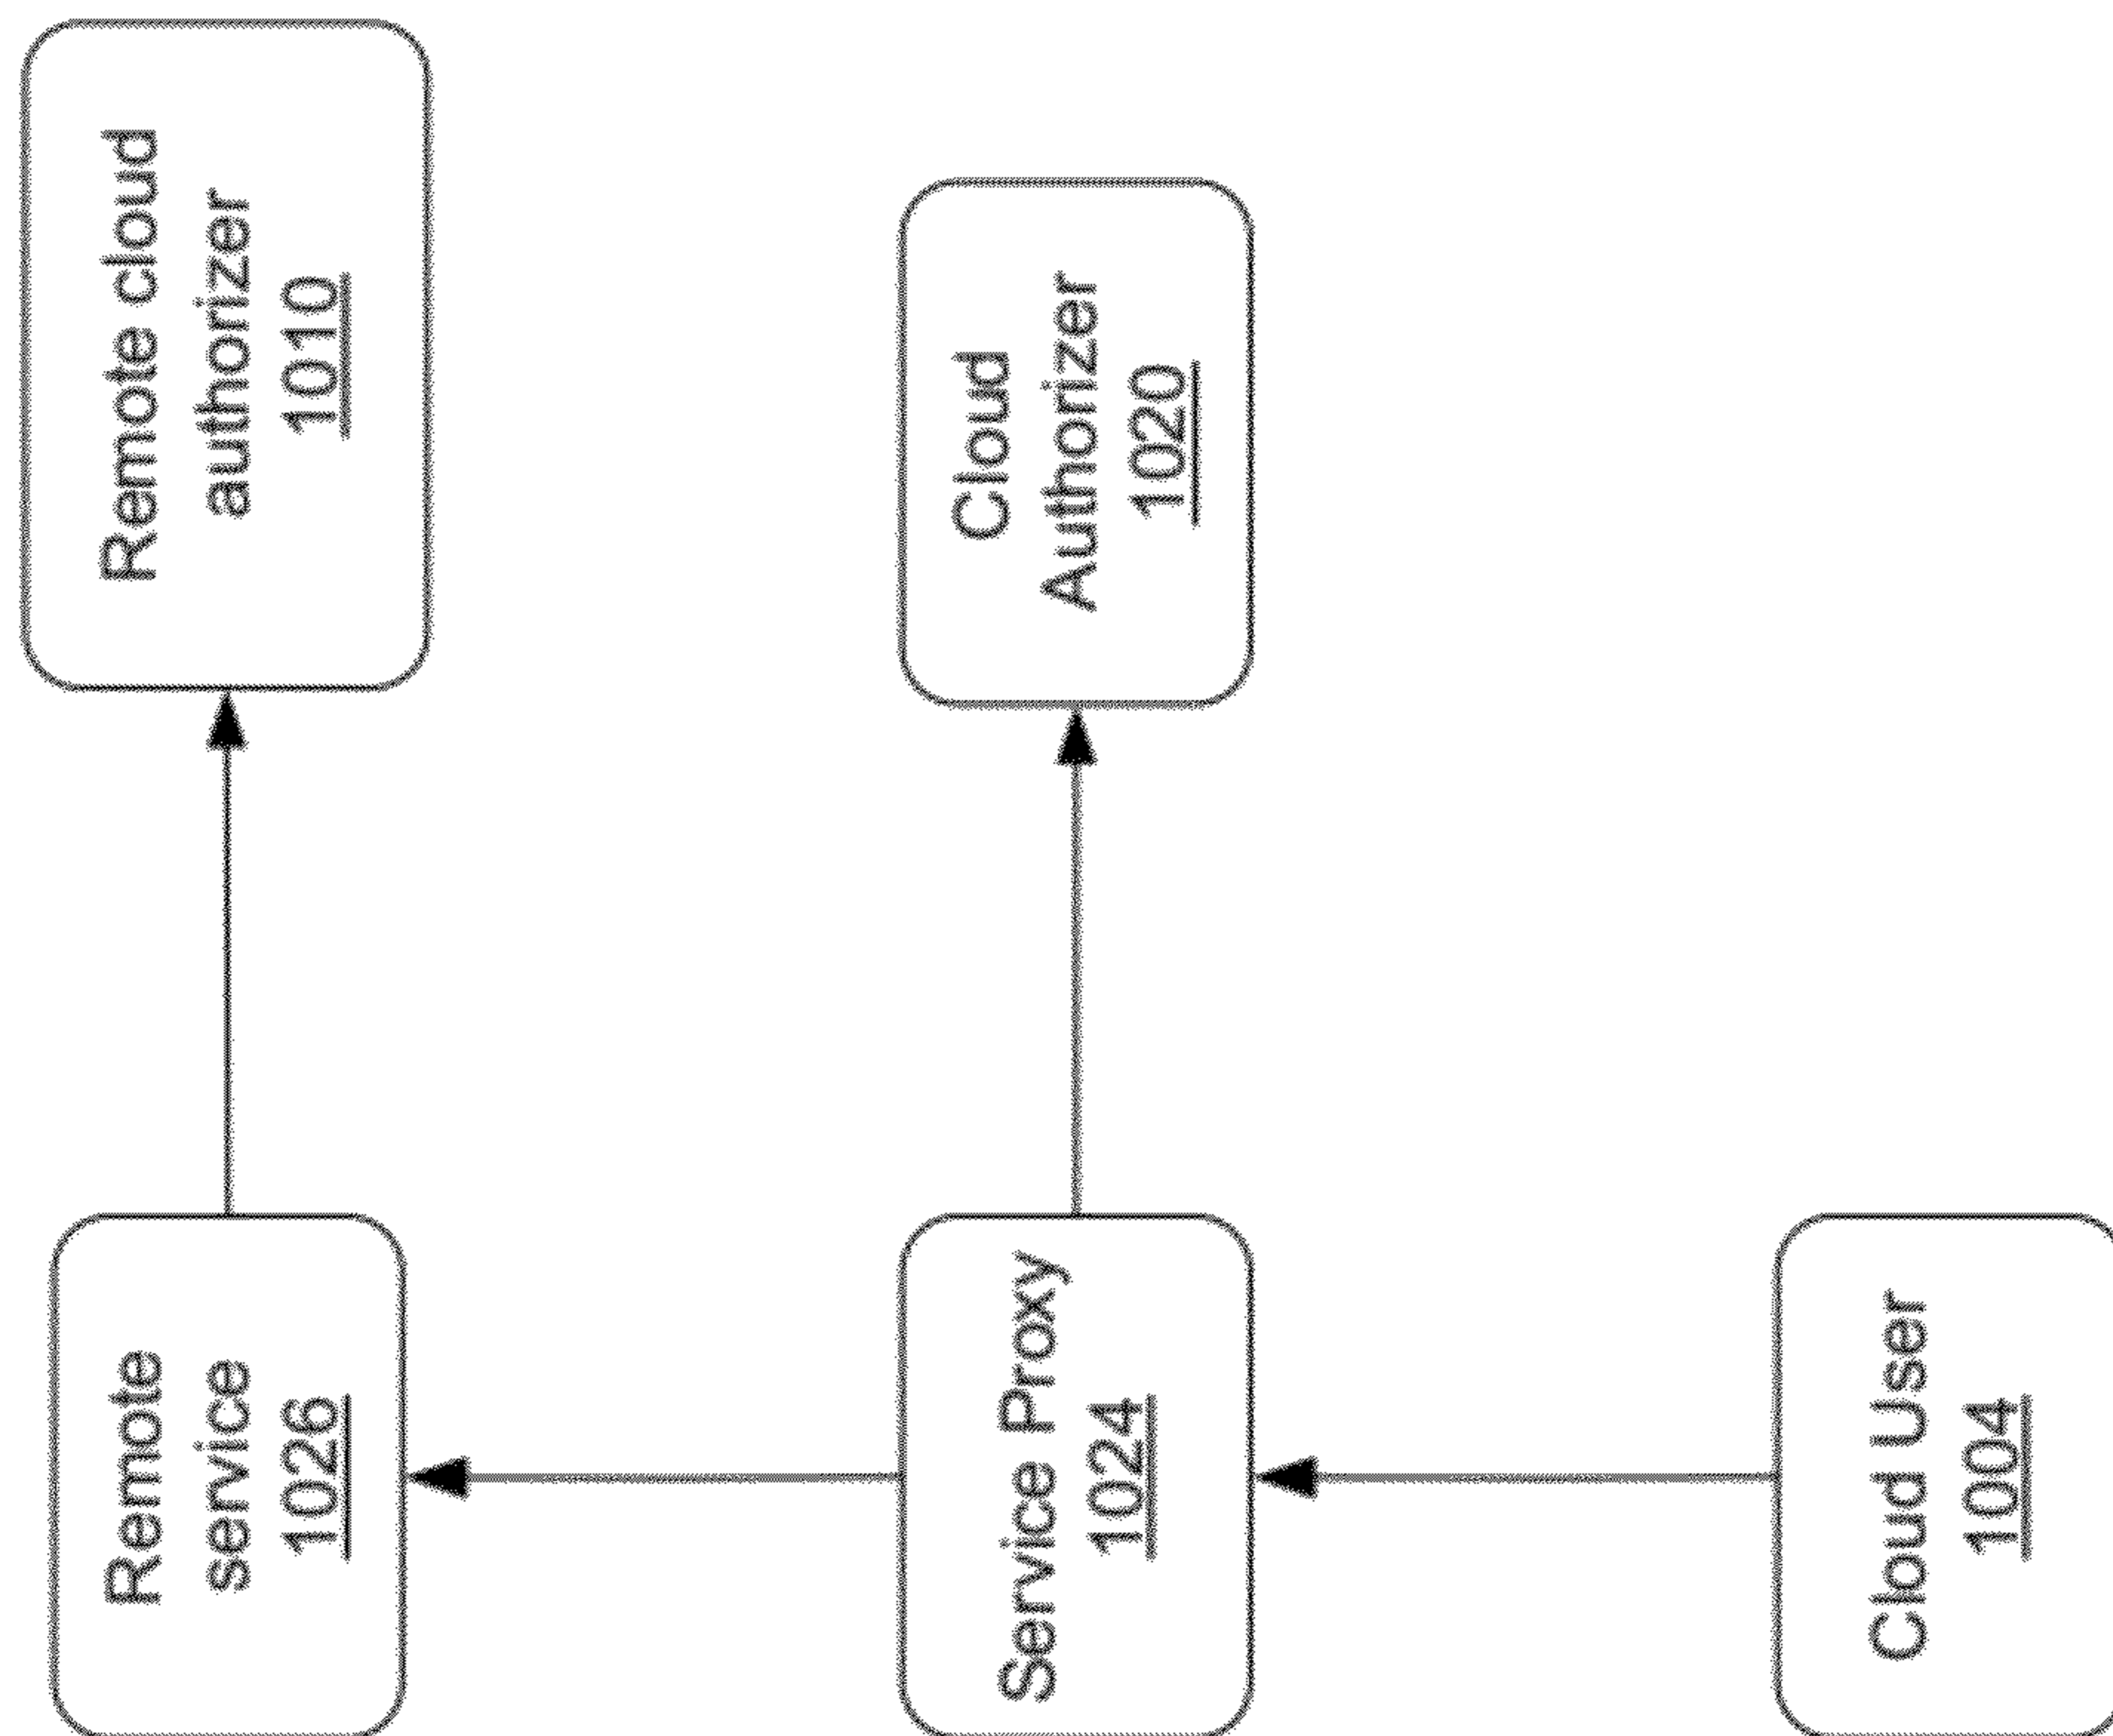 Remote
service
1026
Remote cloud
authorizer
1010
Service Proxy
1024
Cloud
Authorizer
1020
Cloud User
1004